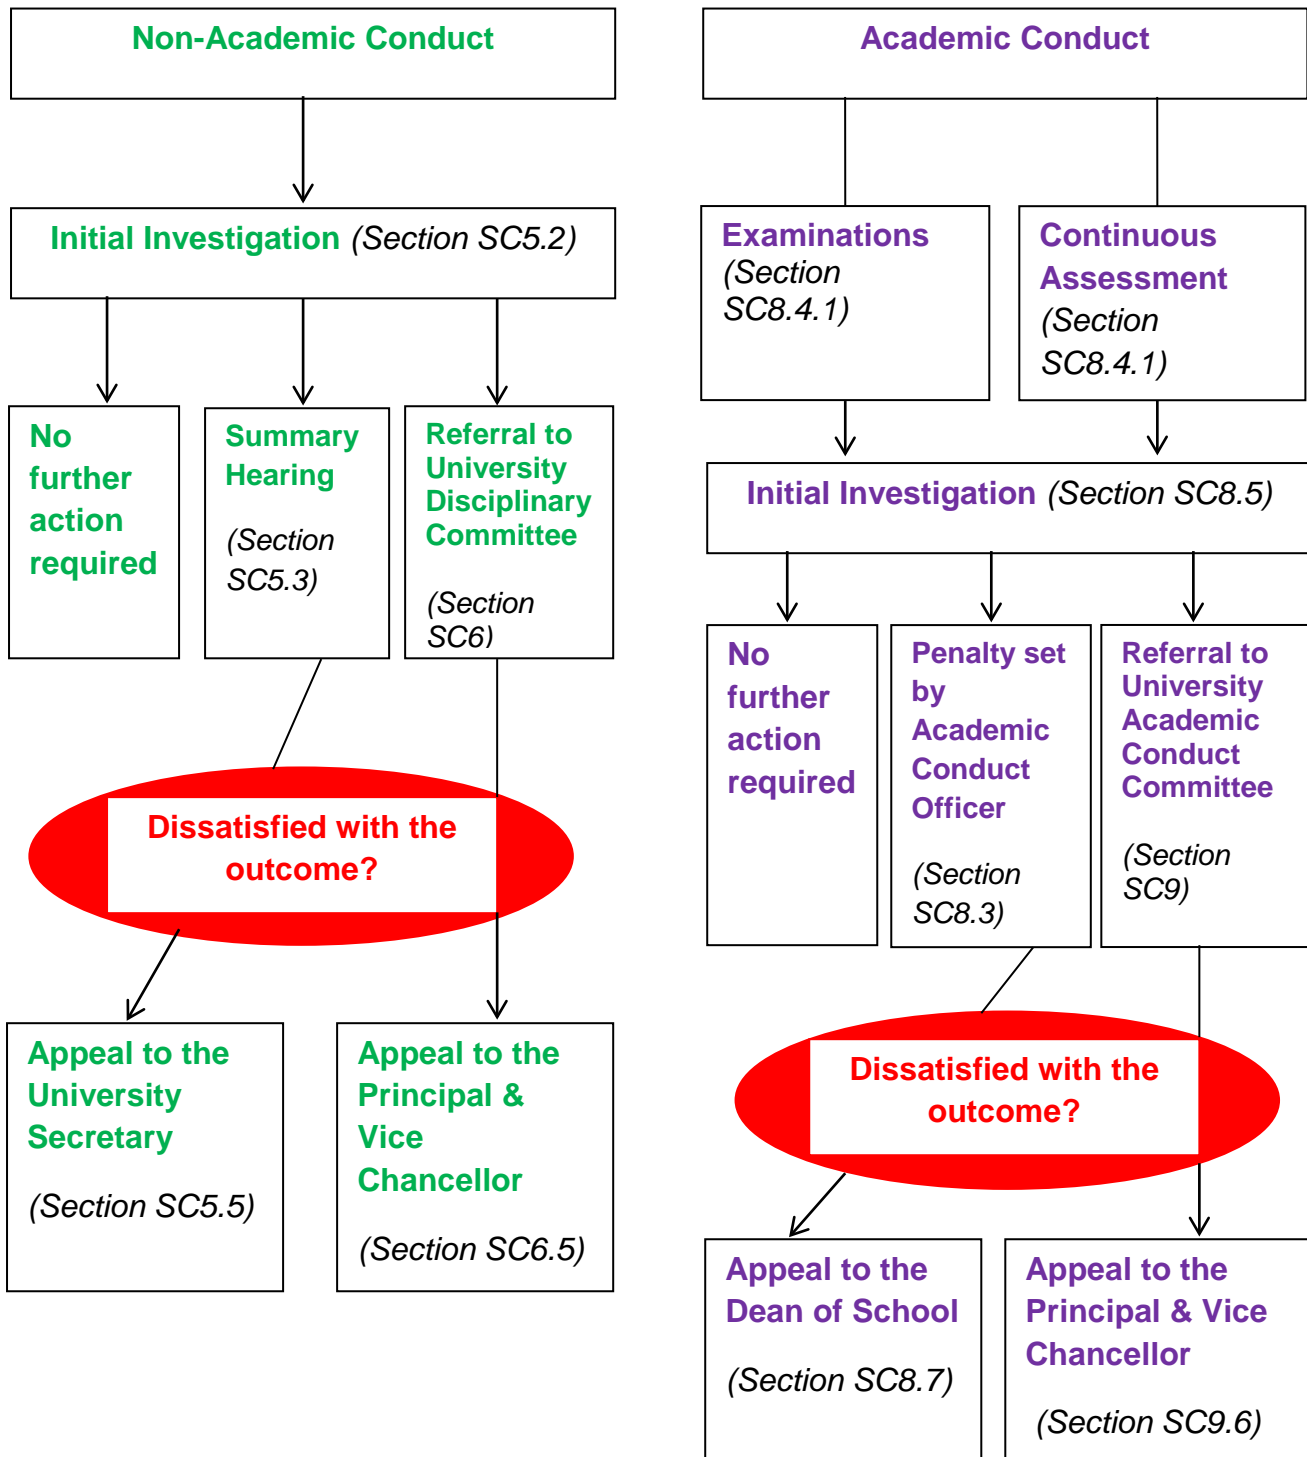 Non-Academic Conduct
Initial Investigation (Section SC5.2)
No
further
action
required
Summary
Hearing
(Section
SC5.3)
Referral to
University
Disciplinary
Committee
(Section
SC6)
Dissatisfied with the
outcome?
Appeal to the
University
Secretary
(Section SC5.5)
Appeal to the
Principal &
Vice
Chancellor
(Section SC6.5)
Academic Conduct
Examinations
(Section
SC8.4.1)
Continuous
Assessment
(Section
SC8.4.1)
Initial Investigation (Section SC8.5)
No
further
action
required
Penalty set
by
Academic
Conduct
Officer
(Section
SC8.3)
Referral to
University
Academic
Conduct
Committee
(Section
SC9)
Dissatisfied with the
outcome?
Appeal to the
Dean of School
(Section SC8.7)
Appeal to the
Principal & Vice
Chancellor
(Section SC9.6)